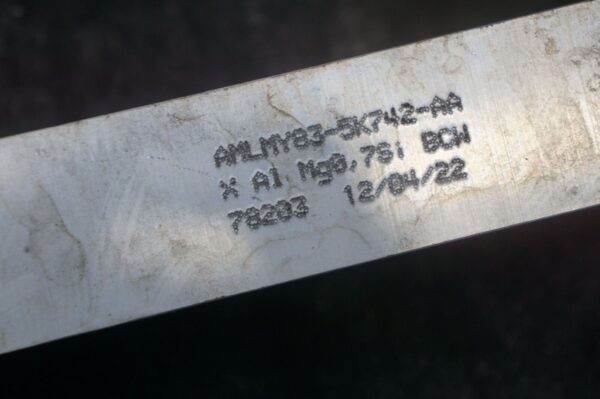 AMLMY83-5K742-AA
X Al Mg0,7Si BCW
78203 12/04/22